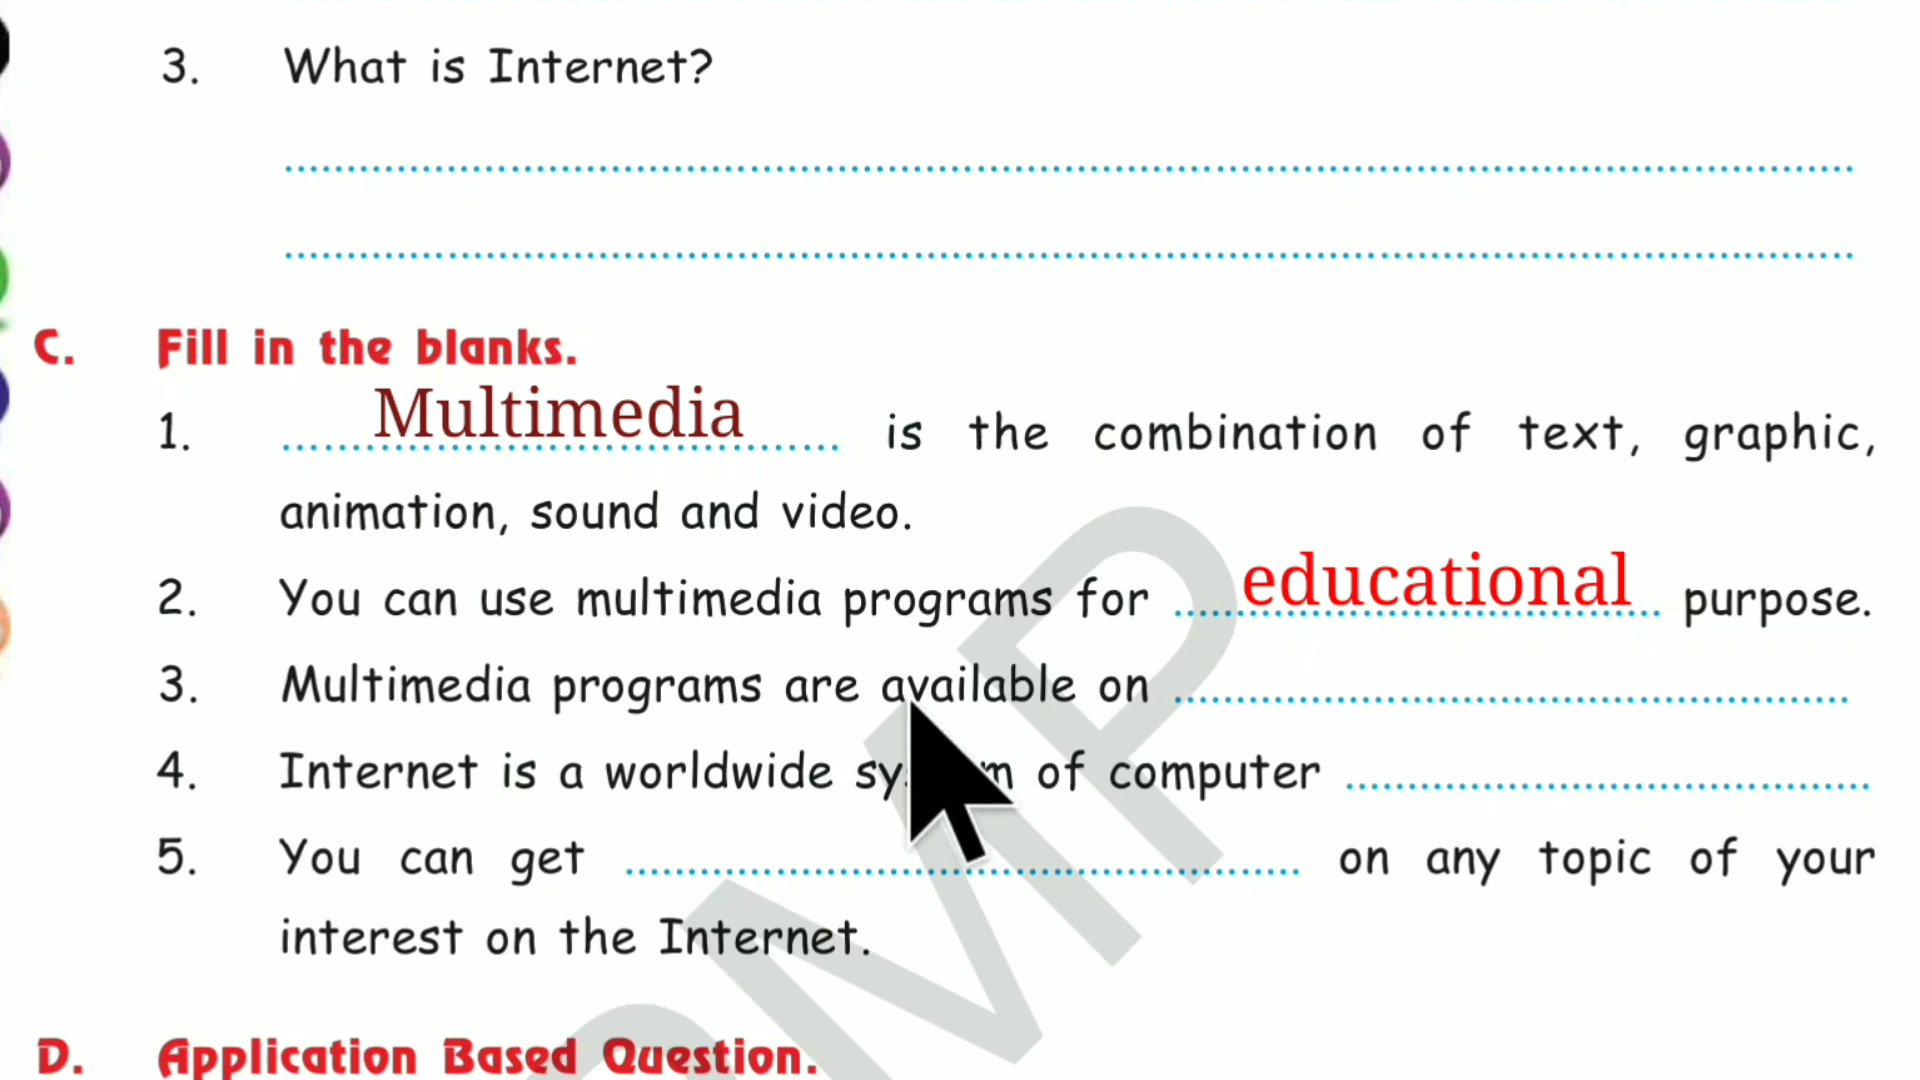 3. What is Internet?
C. Fill in the blanks.
1. Multimedia is the combination of text, graphic,
animation, sound and video.
2. You can use multimedia programs for educational purpose.
3. Multimedia programs are available on
4. Internet is a worldwide of computer
5. You can get on any topic of your
interest on the Internet.
D. Application Based Question.